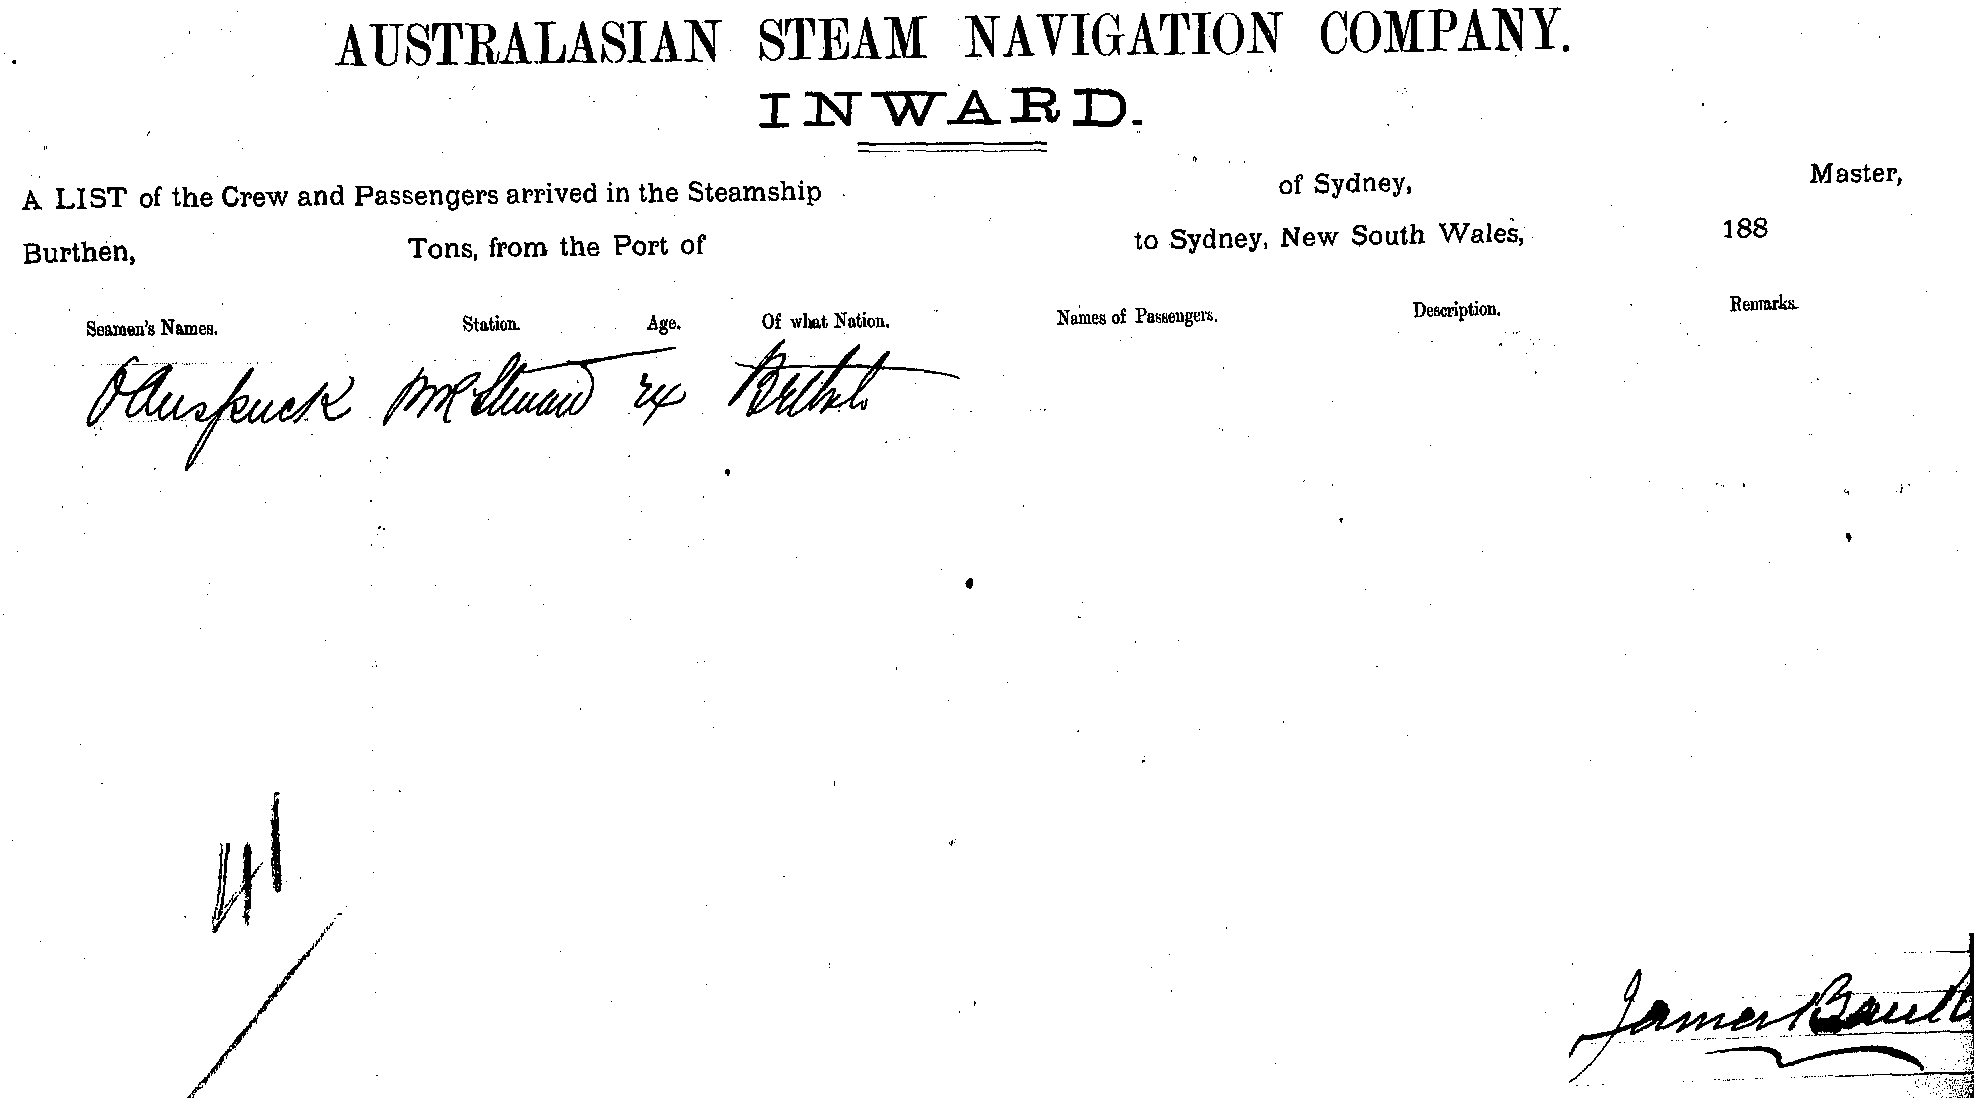 AUSTRALASIAN STEAM NAVIGATION COMPANY.
INWARD.
A LIST of the Crew and Passengers arrived in the Steamship of Sydney, Master,
Burthen, Tons, from the Port of to Sydney, New South Wales, 188
Seamen's Names. Station. Age. Of what Nation. Names of Passengers. Description. Remarks.
24
41
James